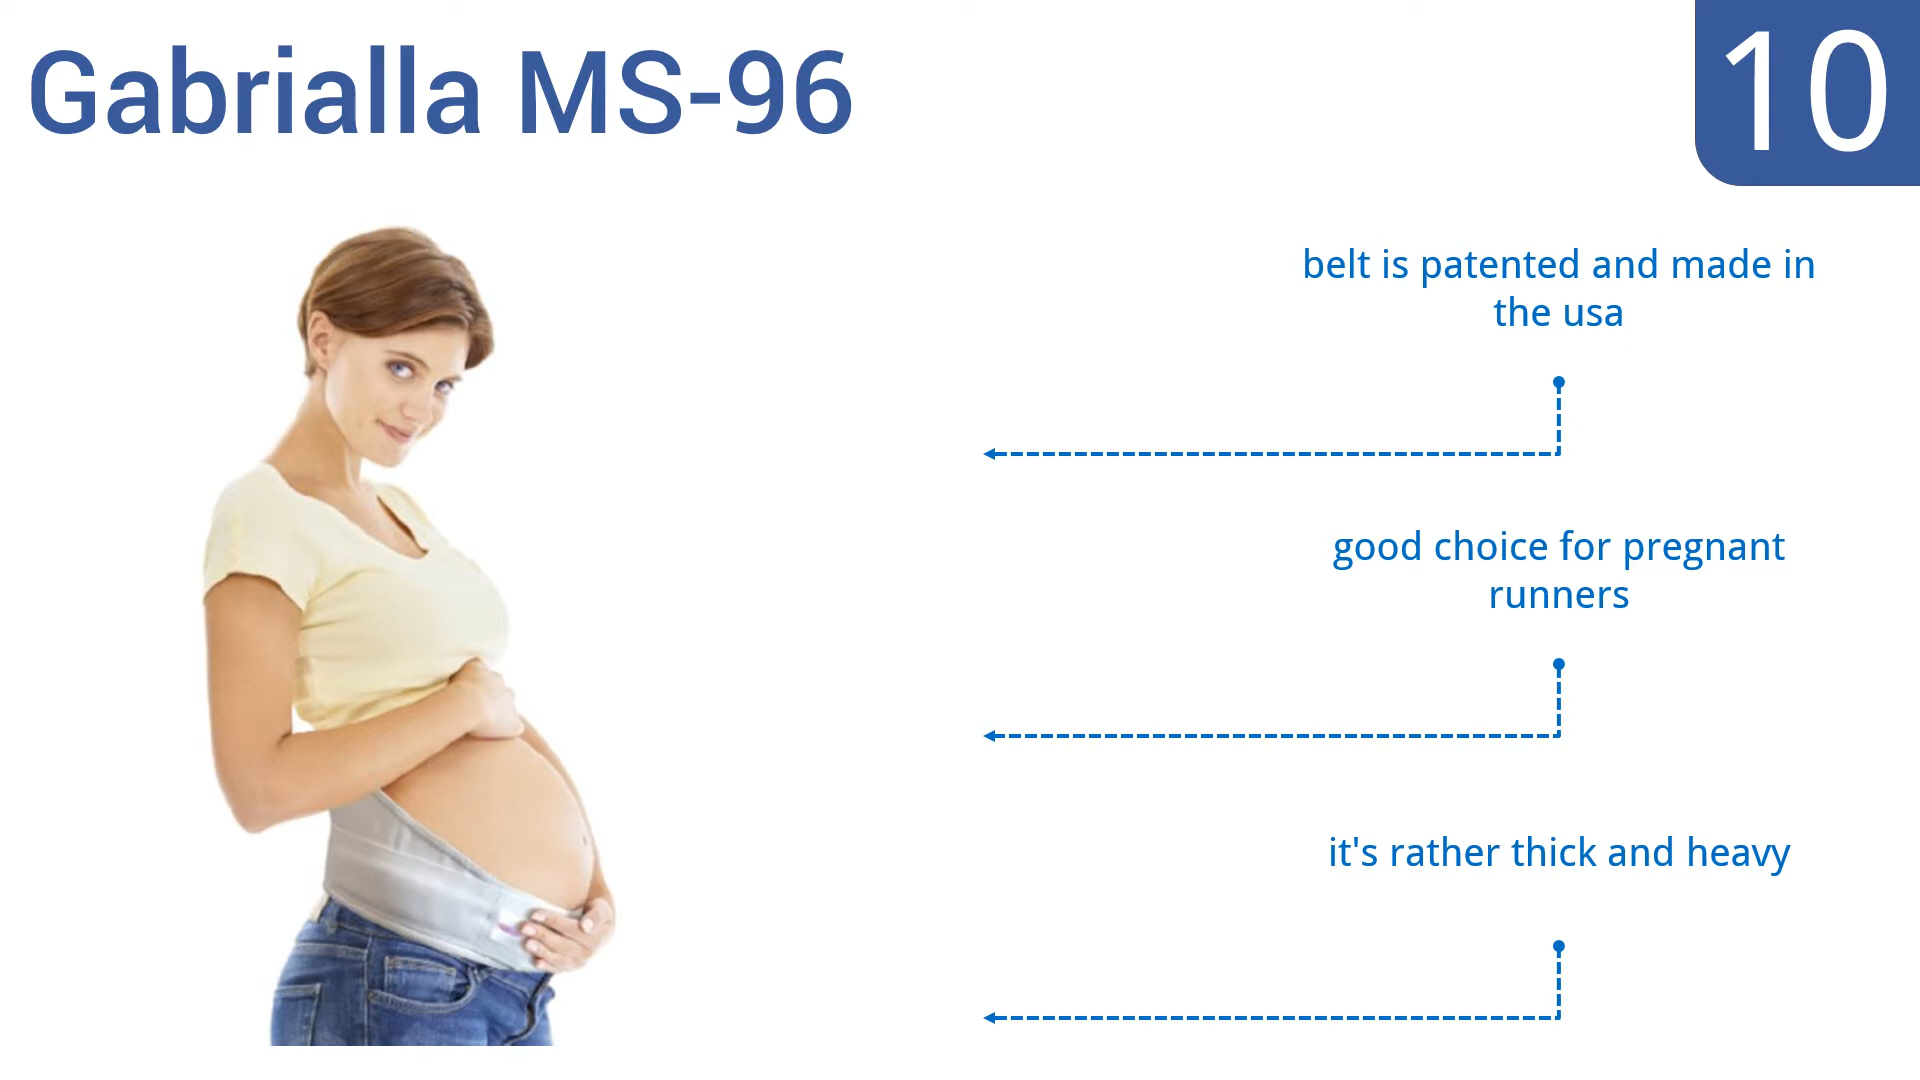 Gabrialla MS-96
10
belt is patented and made in
the usa
good choice for pregnant
runners
it's rather thick and heavy